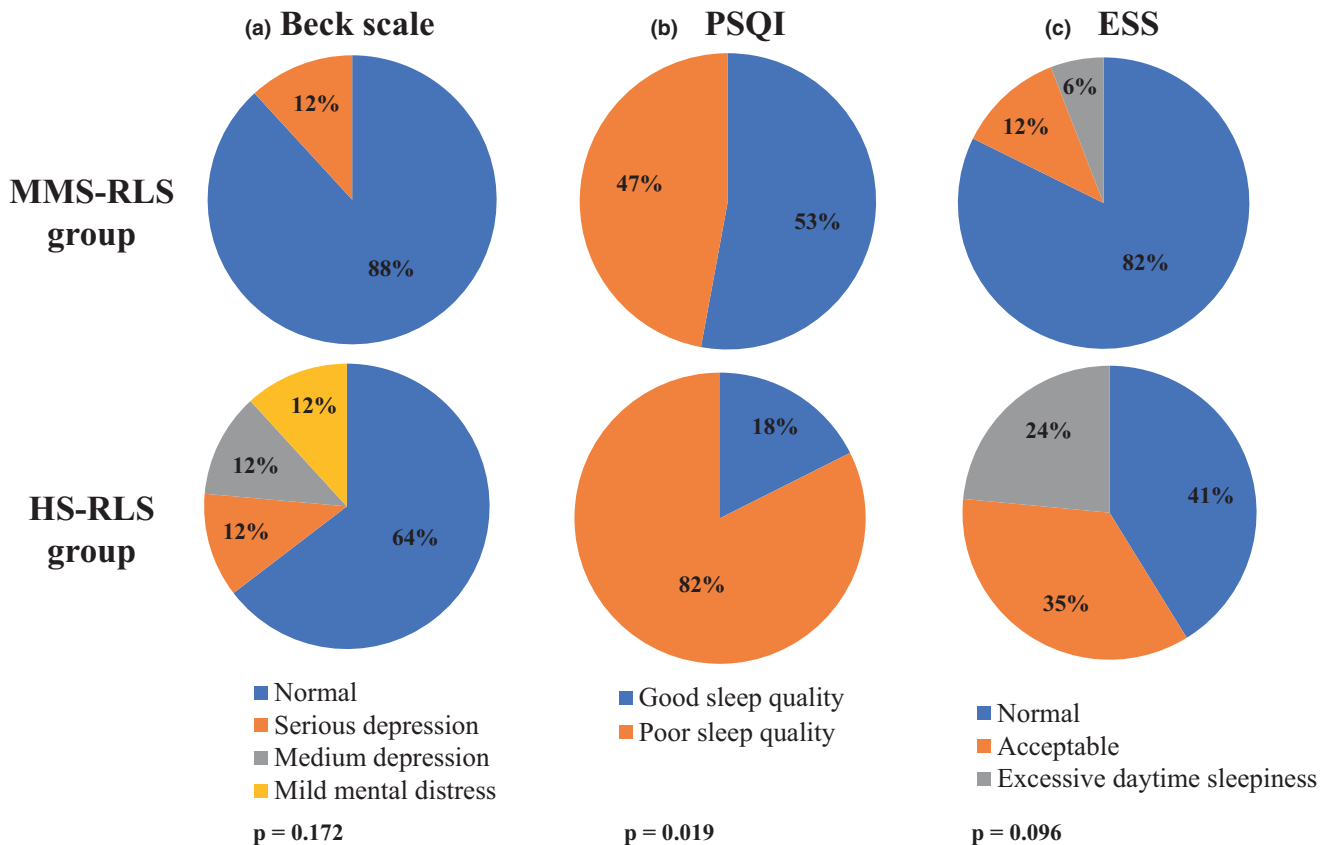 (a) Beck scale
(b) PSQI
(c) ESS
MMS-RLS
group
12%
88%
47%
53%
6%
12%
82%
HS-RLS
group
12%
12%
12%
64%
18%
82%
24%
41%
35%
Normal
Serious depression
Medium depression
Mild mental distress
p = 0.172
Good sleep quality
Poor sleep quality
p = 0.019
Normal
Acceptable
Excessive daytime sleepiness
p = 0.096